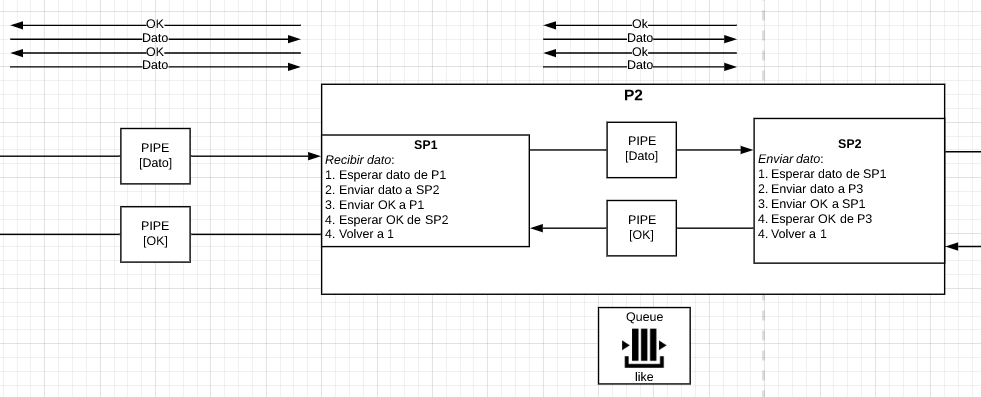 OK
Dato
OK
Dato
Ok
Dato
Ok
Dato
P2
PIPE
[Dato]
PIPE
[OK]
SP1
Recibir dato:
1. Esperar dato de P1
2. Enviar dato a SP2
3. Enviar OK a P1
4. Esperar OK de SP2
4. Volver a 1
PIPE
[Dato]
PIPE
[OK]
SP2
Enviar dato:
1. Esperar dato de SP1
2. Enviar dato a P3
3. Enviar OK a SP1
4. Esperar OK de P3
4. Volver a 1
Queue
like